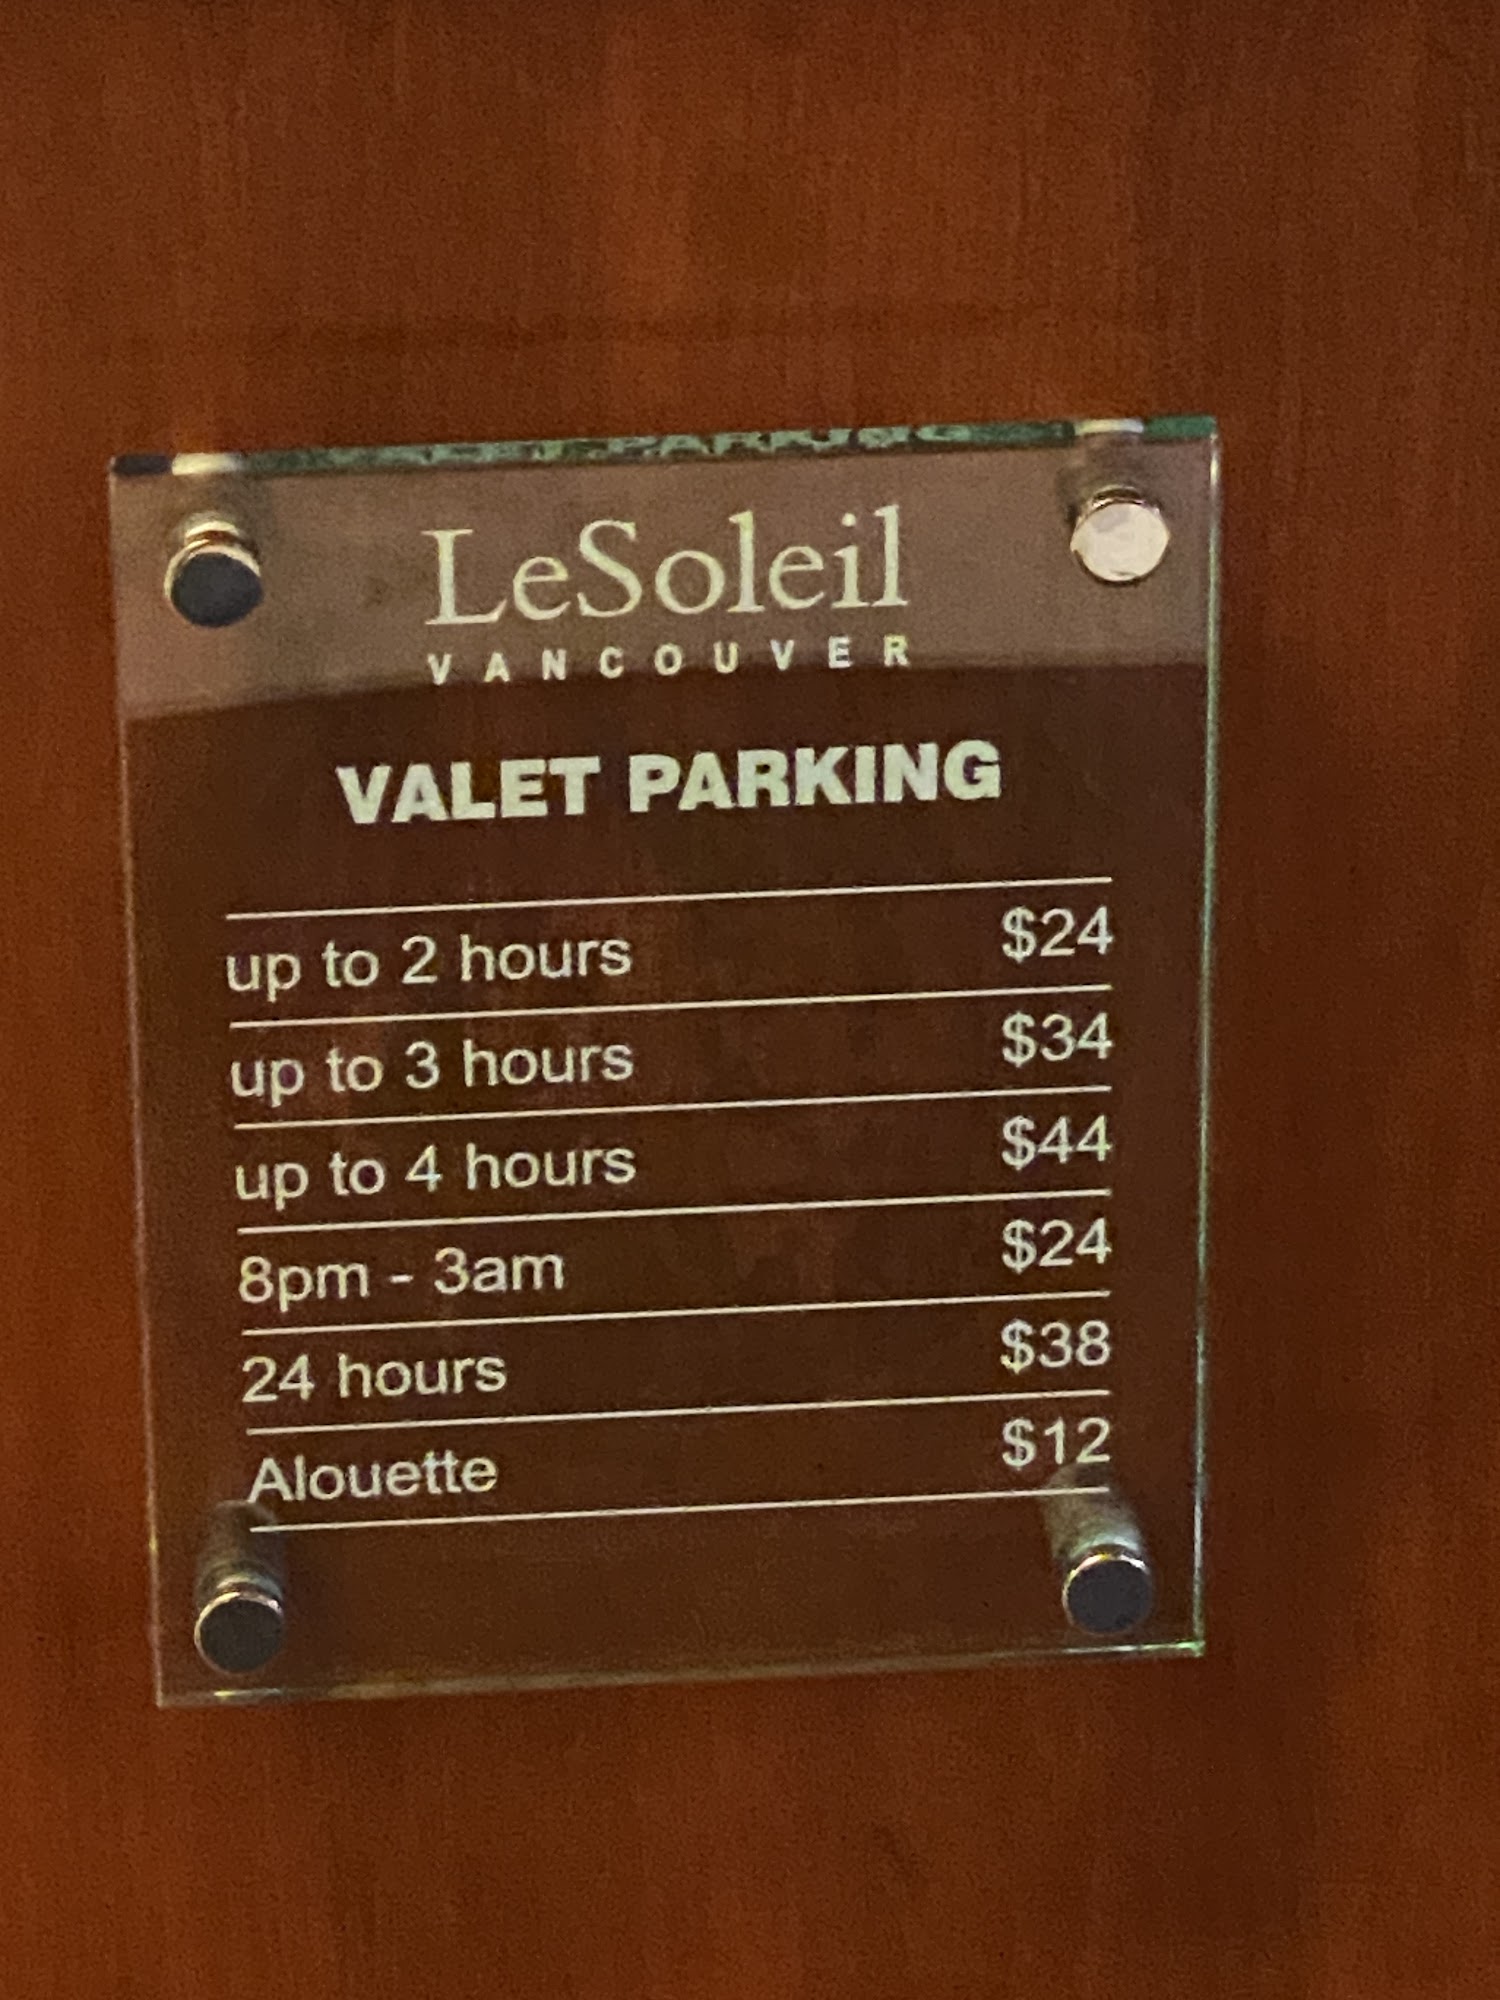 LeSoleil
VANCOUVER
VALET PARKING
up to 2 hours $24
up to 3 hours $34
up to 4 hours $44
8pm - 3am $24
24 hours $38
Alouette $12